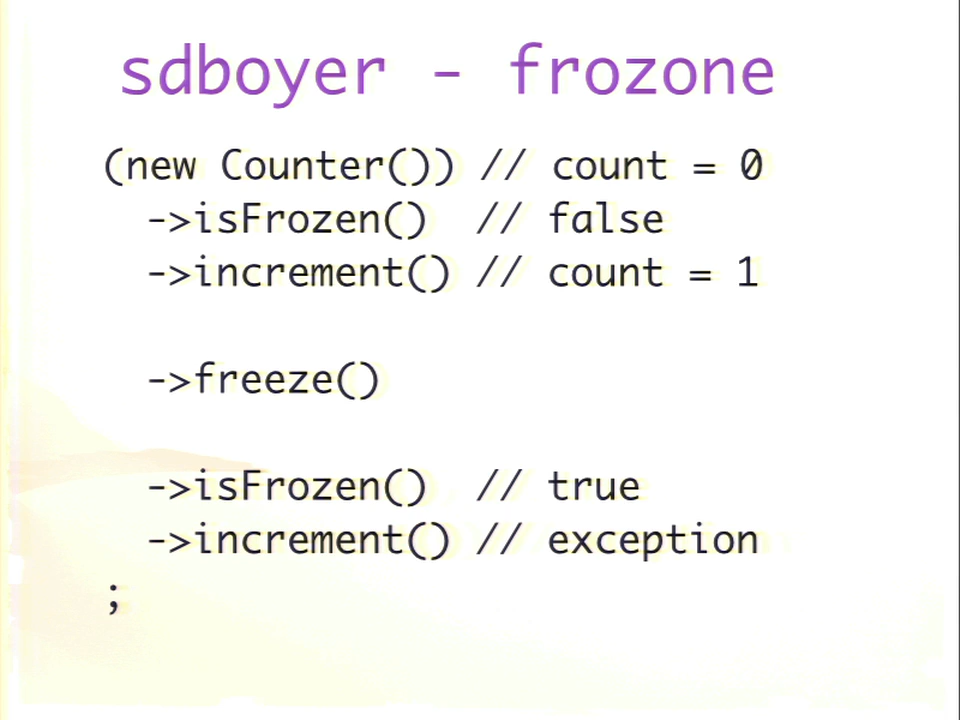 sdboyer - frozone
(new Counter()) // count = 0
->isFrozen() // false
->increment() // count = 1
->freeze()
->isFrozen() // true
->increment() // exception
;